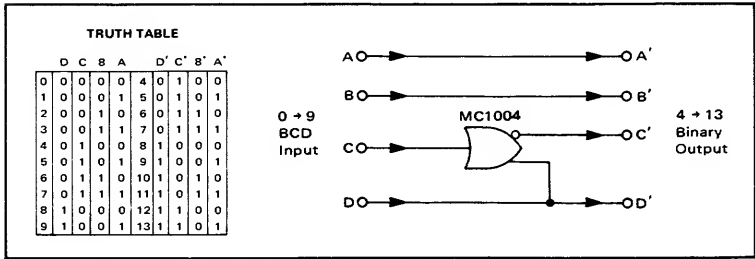 TRUTH TABLE
D C B A D' C' B' A'
0 0 0 0 0 4 0 1 0 0
1 0 0 0 1 5 0 1 0 1
2 0 0 1 0 6 0 1 1 0
3 0 0 1 1 7 0 1 1 1
4 0 1 0 0 8 1 0 0 0
5 0 1 0 1 9 1 0 0 1
6 0 1 1 0 10 1 0 1 0
7 0 1 1 1 11 1 0 1 1
8 1 0 0 0 12 1 1 0 0
9 1 0 0 1 13 1 1 0 1
0 → 9
BCD
Input
A A'
B B'
MC1004
C C'
D D'
4 → 13
Binary
Output